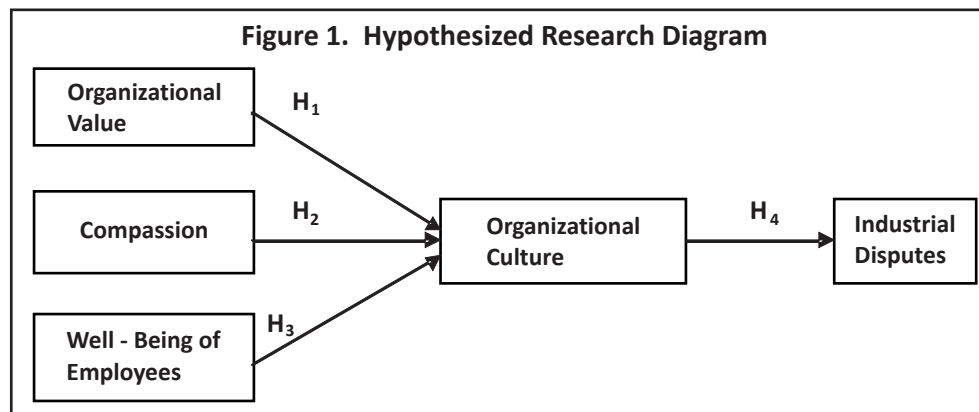 Figure 1. Hypothesized Research Diagram
Organizational
Value
H1
Compassion
H2
Well - Being of
Employees
H3
Organizational
Culture
H4
Industrial
Disputes